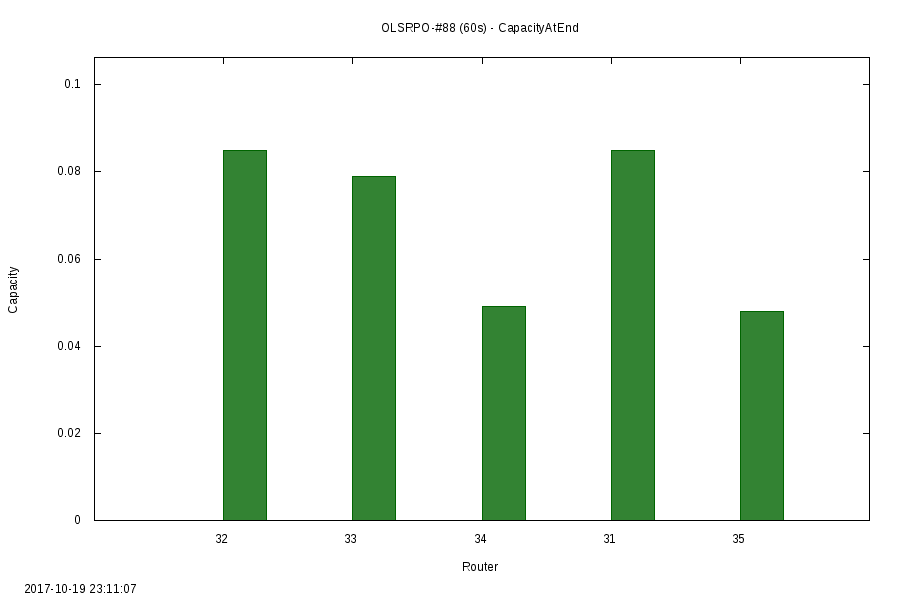 OLSRPO-#88 (60s) - CapacityAtEnd
0.1
0.08
0.06
0.04
0.02
0
Capacity
32 33 34 31 35
Router
2017-10-19 23:11:07